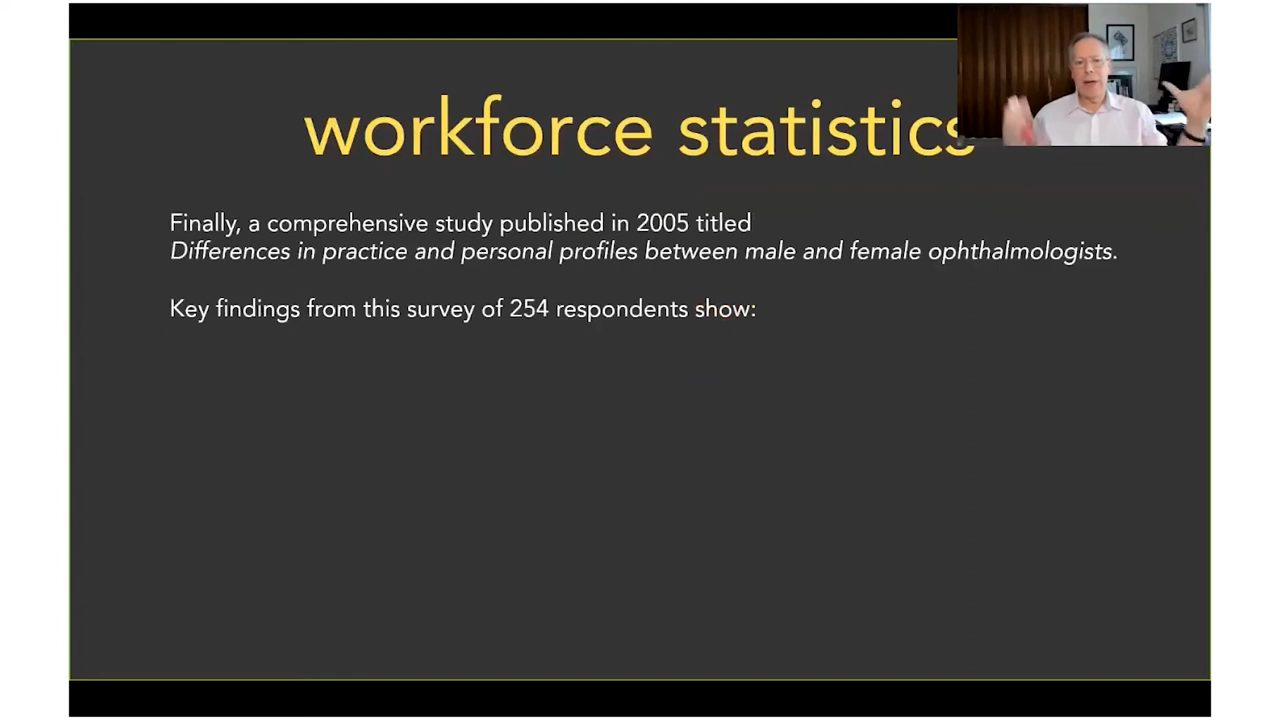 workforce statistics
Finally, a comprehensive study published in 2005 titled
Differences in practice and personal profiles between male and female ophthalmologists.
Key findings from this survey of 254 respondents show: